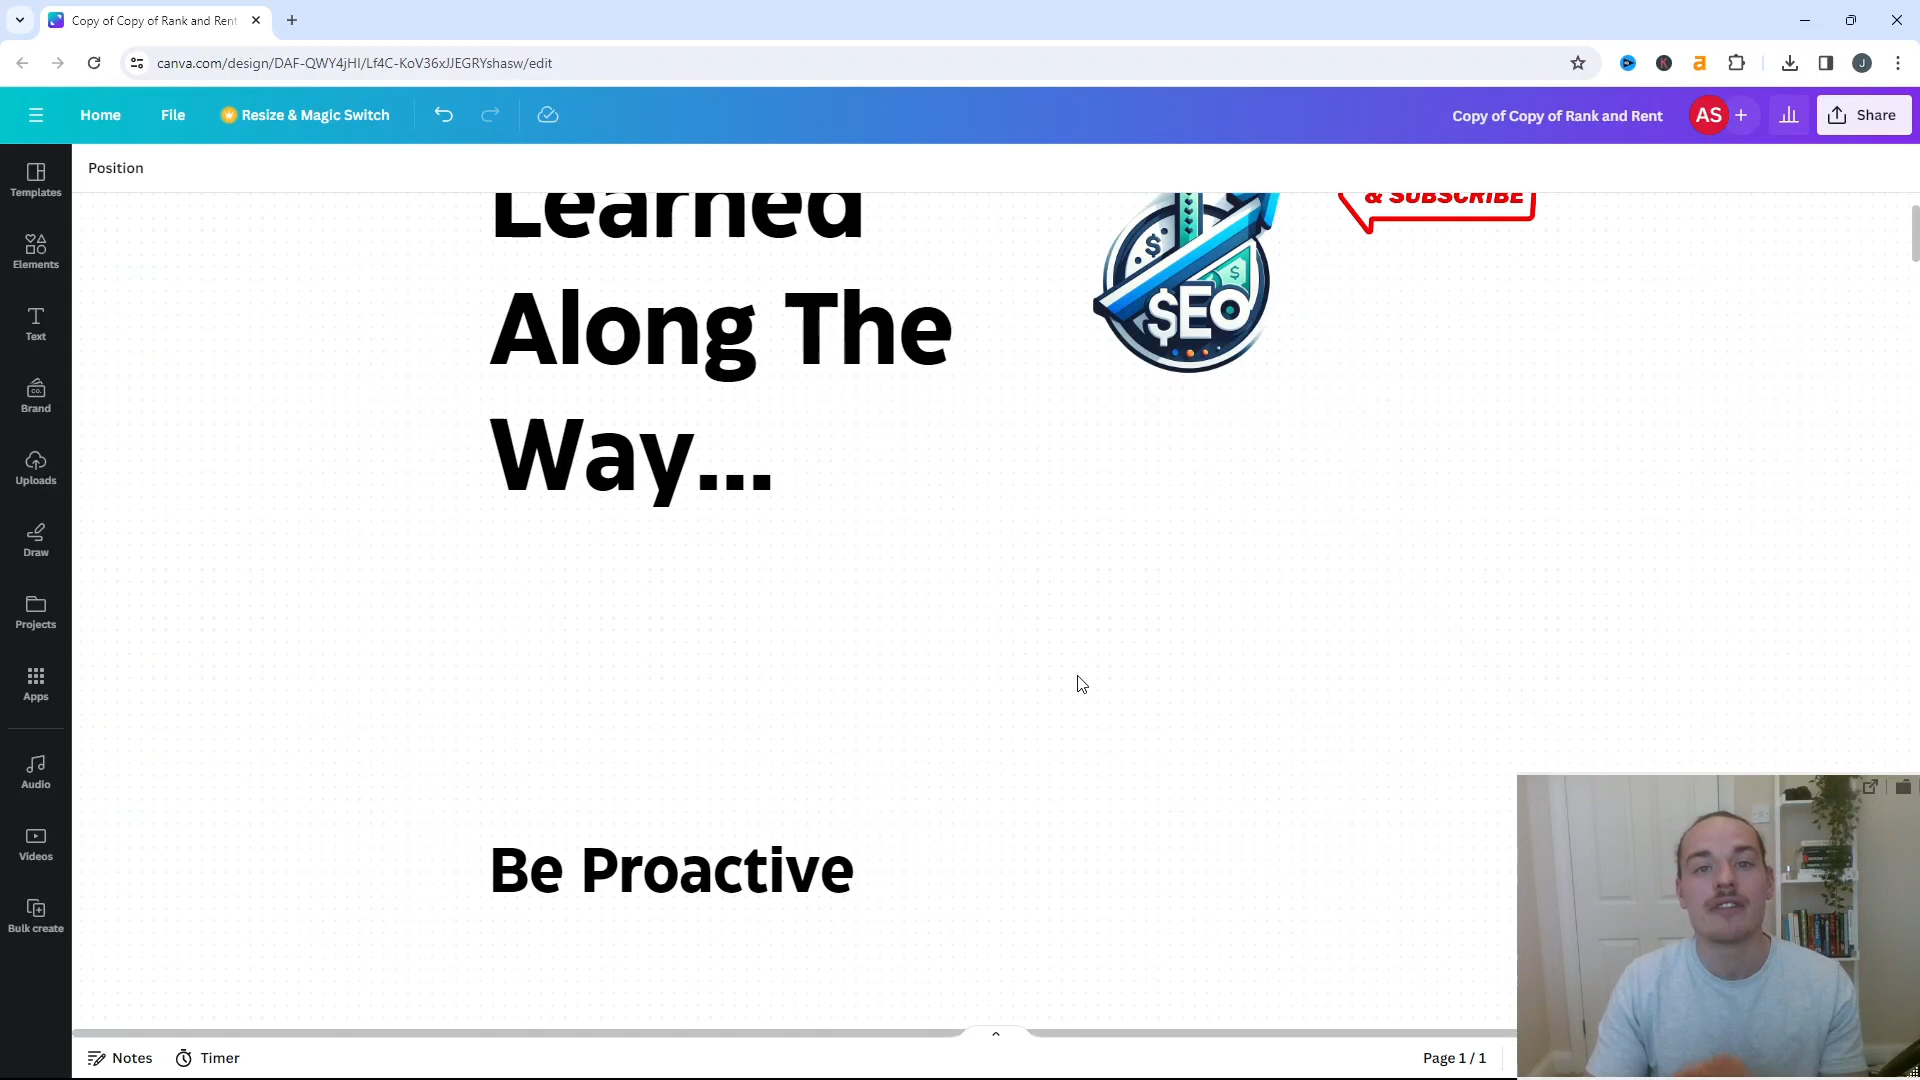 Copy of Copy of Rank and Rent
canva.com/design/DAF-QWY4jHI/Lf4C-KoV36xJJEGRYshasw/edit
J
Home
File
Resize & Magic Switch
Copy of Copy of Rank and Rent
AS
Share
Templates
Elements
Text
Brand
Uploads
Draw
Projects
Apps
Audio
Videos
Bulk create
Position
Learned
Along The
Way...
& SUBSCRIBE
$EO
Be Proactive
Notes
Timer
Page 1 / 1